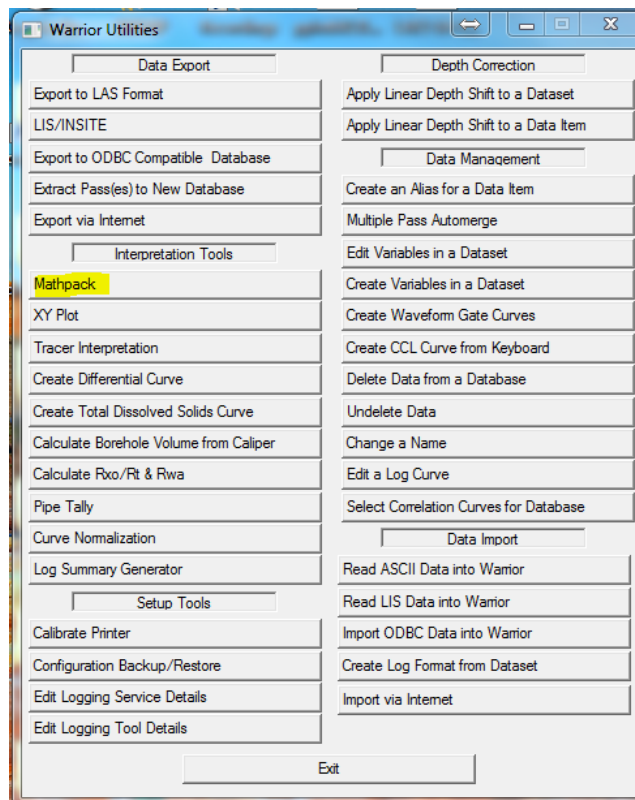 Warrior Utilities
Data Export
Export to LAS Format
LIS/INSITE
Export to ODBC Compatible Database
Extract Pass(es) to New Database
Export via Internet
Interpretation Tools
Mathpack
XY Plot
Tracer Interpretation
Create Differential Curve
Create Total Dissolved Solids Curve
Calculate Borehole Volume from Caliper
Calculate Rxo/Rt & Rwa
Pipe Tally
Curve Normalization
Log Summary Generator
Setup Tools
Calibrate Printer
Configuration Backup/Restore
Edit Logging Service Details
Edit Logging Tool Details
Depth Correction
Apply Linear Depth Shift to a Dataset
Apply Linear Depth Shift to a Data Item
Data Management
Create an Alias for a Data Item
Multiple Pass Automerge
Edit Variables in a Dataset
Create Variables in a Dataset
Create Waveform Gate Curves
Create CCL Curve from Keyboard
Delete Data from a Database
Undelete Data
Change a Name
Edit a Log Curve
Select Correlation Curves for Database
Data Import
Read ASCII Data into Warrior
Read LIS Data into Warrior
Import ODBC Data into Warrior
Create Log Format from Dataset
Import via Internet
Exit